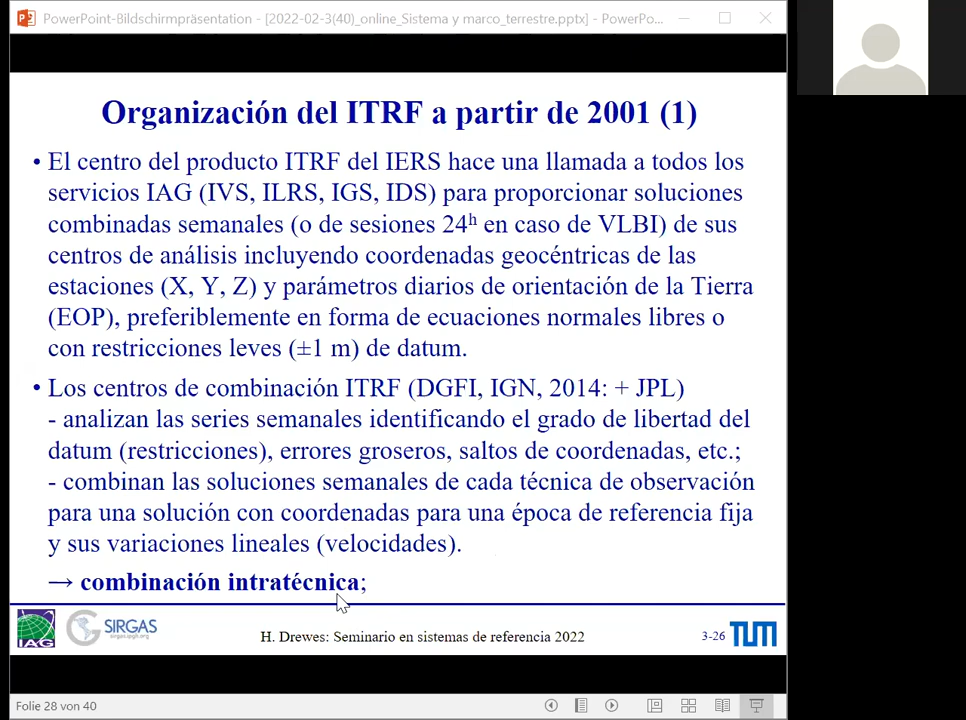 PowerPoint-Bildschirmpräsentation - [2022-02-3(40)_online_Sistema y marco_terrestre.pptx] - PowerPo...
Organización del ITRF a partir de 2001 (1)
• El centro del producto ITRF del IERS hace una llamada a todos los
servicios IAG (IVS, ILRS, IGS, IDS) para proporcionar soluciones
combinadas semanales (o de sesiones 24ʰ en caso de VLBI) de sus
centros de análisis incluyendo coordenadas geocéntricas de las
estaciones (X, Y, Z) y parámetros diarios de orientación de la Tierra
(EOP), preferiblemente en forma de ecuaciones normales libres o
con restricciones leves (±1 m) de datum.
• Los centros de combinación ITRF (DGFI, IGN, 2014: + JPL)
- analizan las series semanales identificando el grado de libertad del
datum (restricciones), errores groseros, saltos de coordenadas, etc.;
- combinan las soluciones semanales de cada técnica de observación
para una solución con coordenadas para una época de referencia fija
y sus variaciones lineales (velocidades).
→ combinación intratécnica;
IAG
SIRGAS
sirgas.ipgh.org
H. Drewes: Seminario en sistemas de referencia 2022
3-26
TUM
Folie 28 von 40